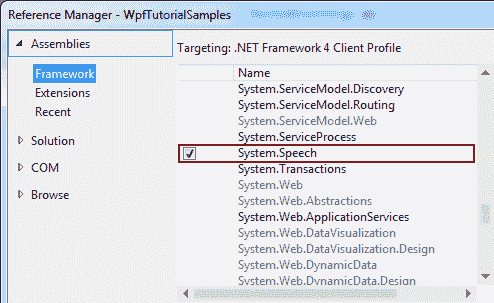 Reference Manager - WpfTutorialSamples
Assemblies
Framework
Extensions
Recent
Solution
COM
Browse
Targeting: .NET Framework 4 Client Profile
Name
System.ServiceModel.Discovery
System.ServiceModel.Routing
System.ServiceModel.Web
System.ServiceProcess
System.Speech
System.Transactions
System.Web
System.Web.Abstractions
System.Web.ApplicationServices
System.Web.DataVisualization
System.Web.DataVisualization.Design
System.Web.DynamicData
System.Web.DynamicData.Design